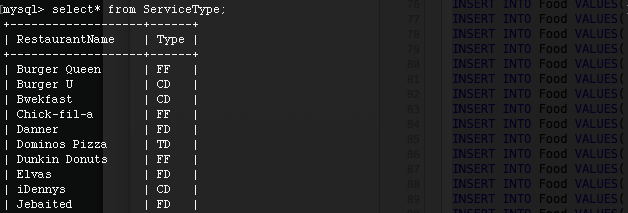 [mysql> select* from ServiceType;
+--------------------+------+
| RestaurantName | Type |
+--------------------+------+
| Burger Queen | FF |
| Burger U | CD |
| Bwekfast | CD |
| Chick-fil-a | FF |
| Danner | FD |
| Dominos Pizza | TD |
| Dunkin Donuts | FF |
| Elvas | FD |
| iDennys | CD |
| Jebaited | FD |
76 INSERT INTO Food VALUES(
77 INSERT INTO Food VALUES(
78 INSERT INTO Food VALUES(
79 INSERT INTO Food VALUES(
80 INSERT INTO Food VALUES(
81 INSERT INTO Food VALUES(
82 INSERT INTO Food VALUES(
83 INSERT INTO Food VALUES(
84 INSERT INTO Food VALUES(
85 INSERT INTO Food VALUES(
86 INSERT INTO Food VALUES(
87 INSERT INTO Food VALUES(
88 INSERT INTO Food VALUES(
89 INSERT INTO Food VALUES(